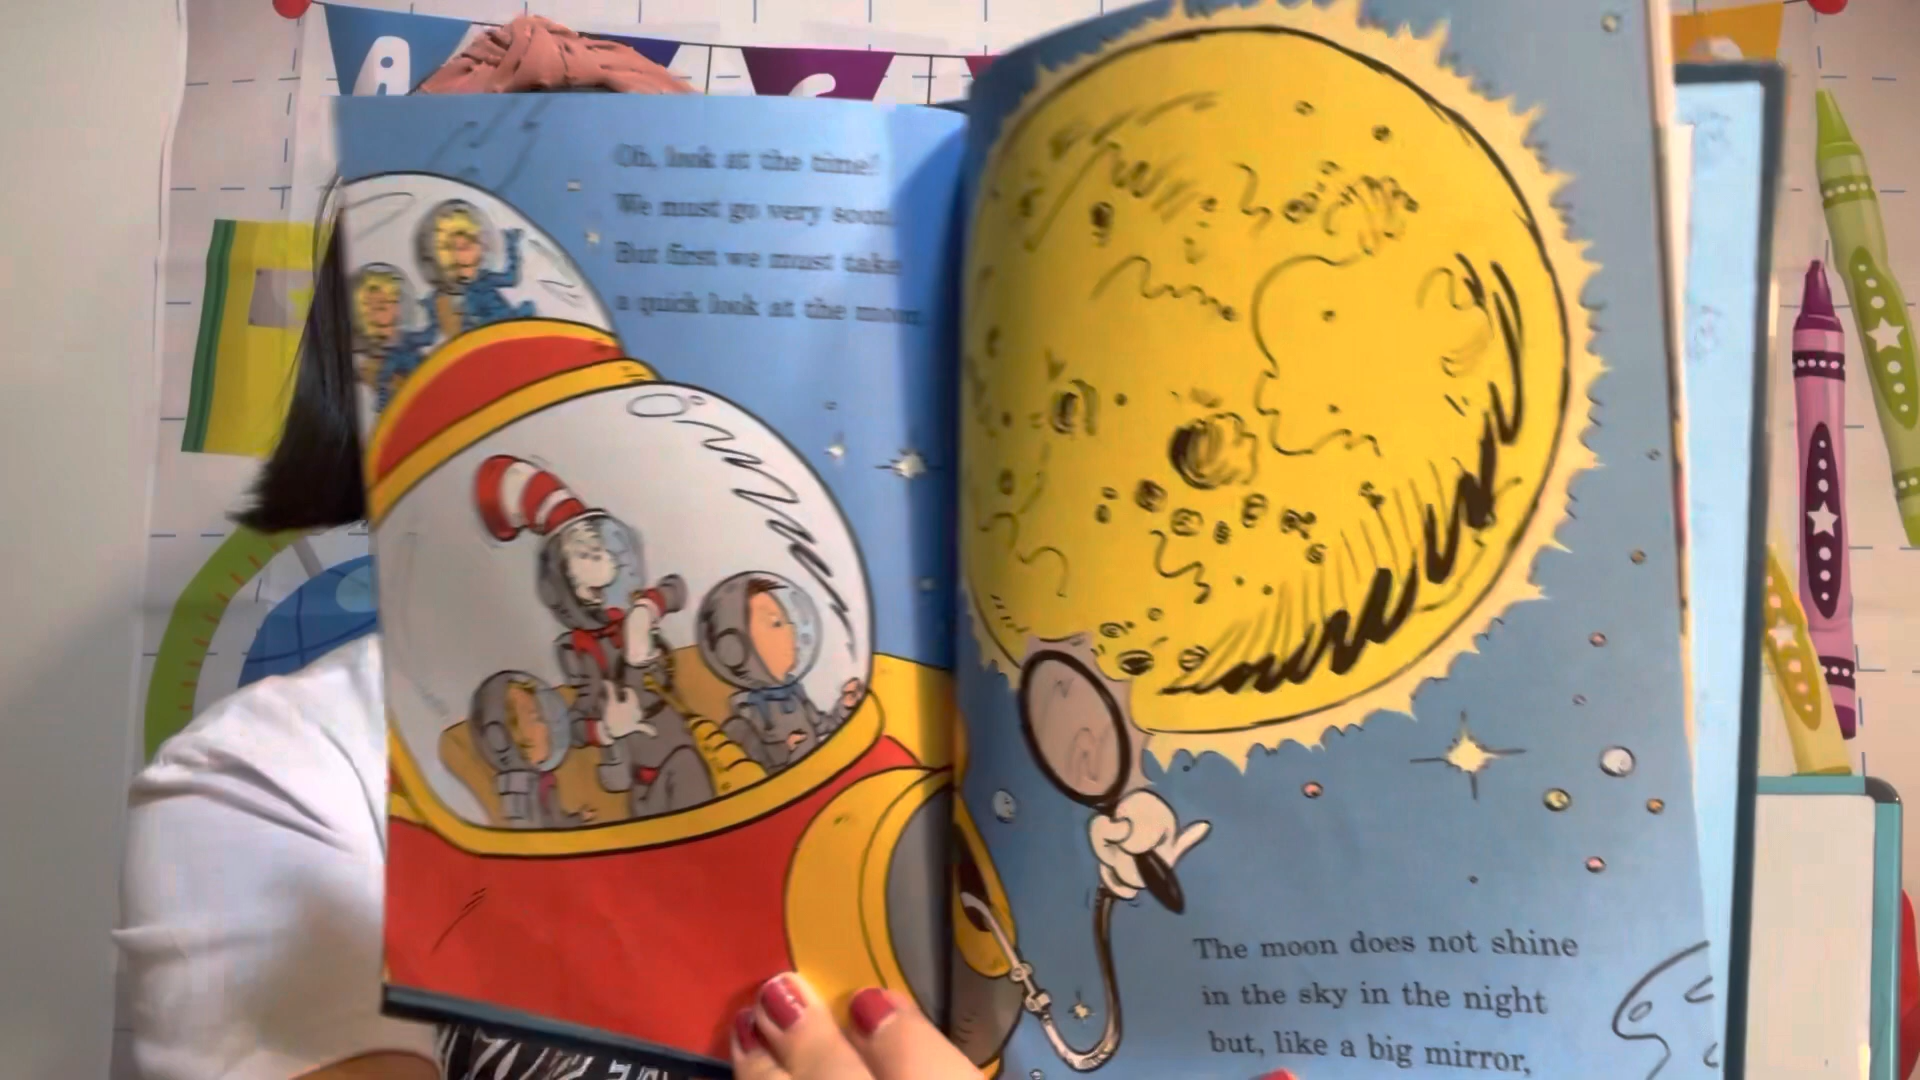 Oh, look at the time!
We must go very soon.
But first we must take
a quick look at the moon.
The moon does not shine
in the sky in the night
but, like a big mirror,